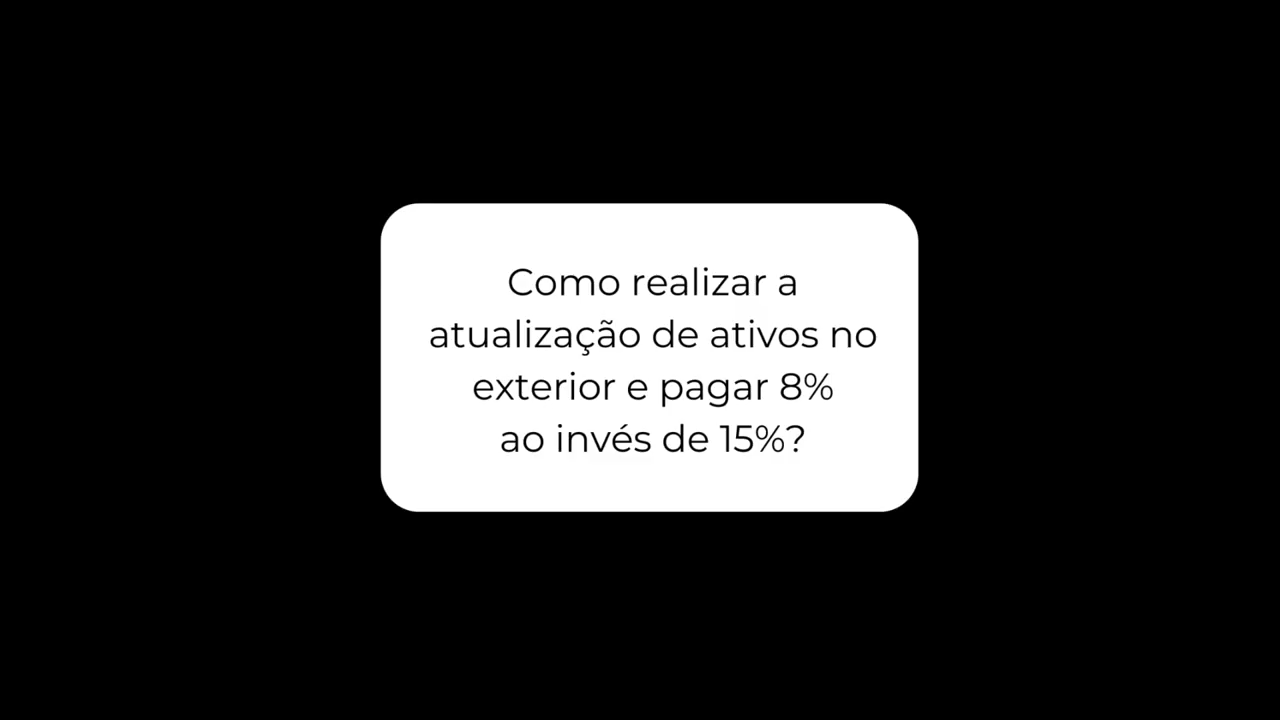 Como realizar a
atualização de ativos no
exterior e pagar 8%
ao invés de 15%?